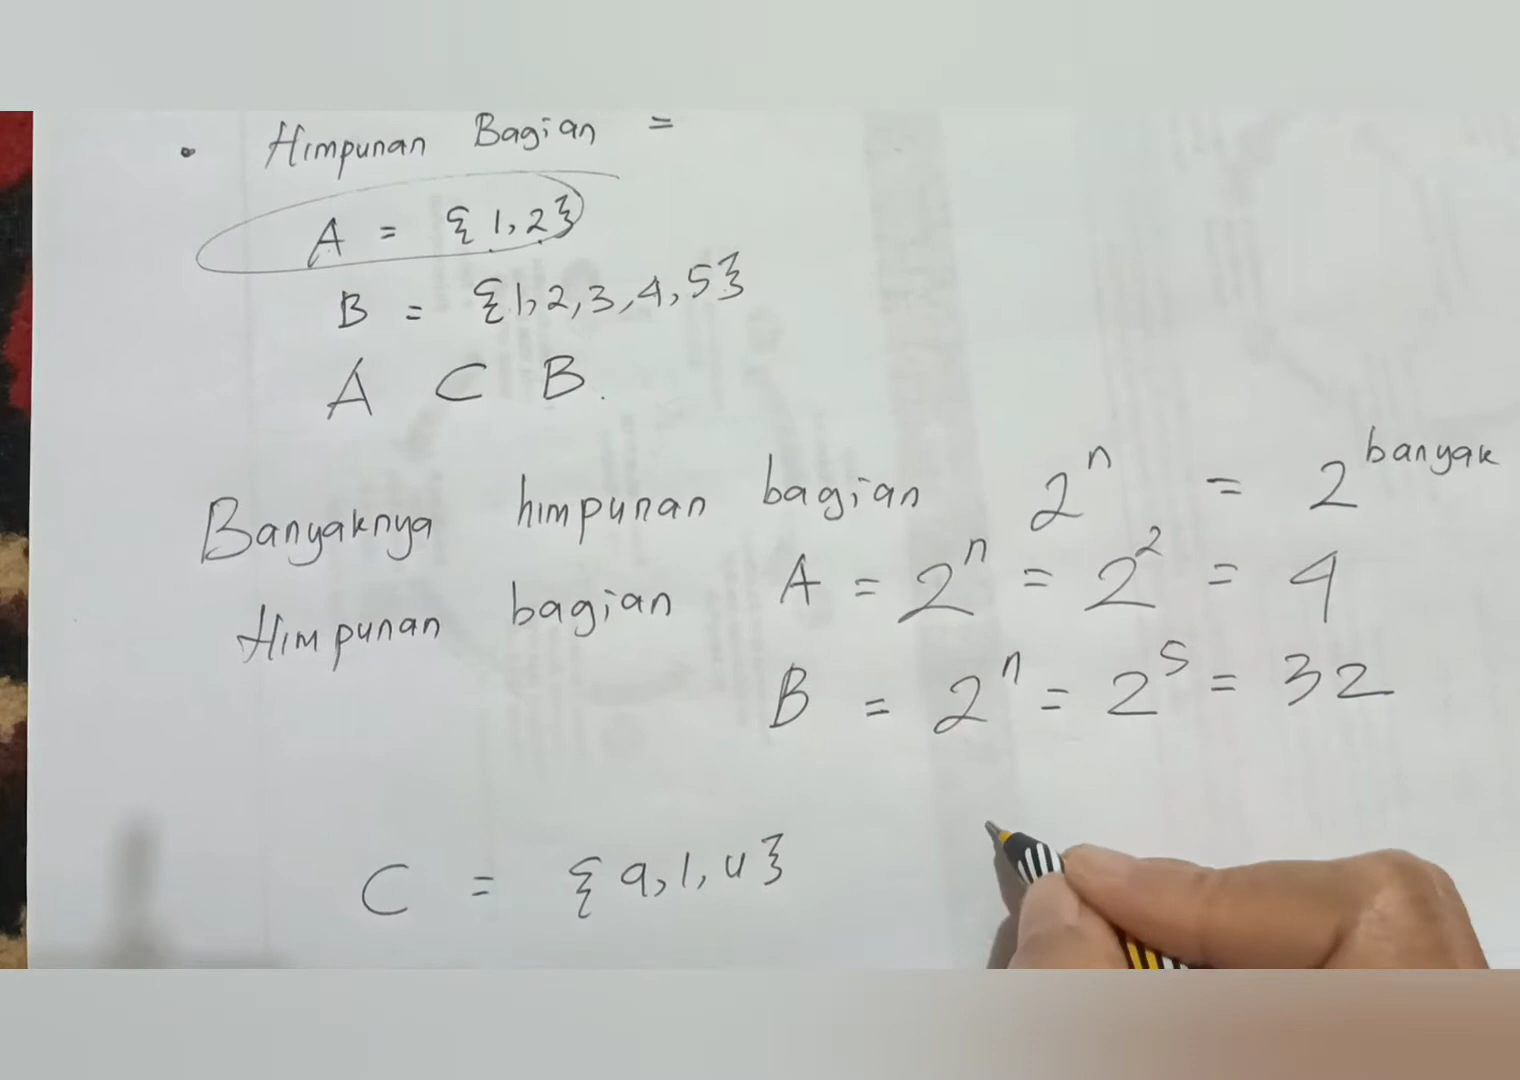 • Himpunan Bagian =
A = {1,2}
B = {1,2,3,4,5}
A ⊂ B.
Banyaknya himpunan bagian 2ⁿ = 2^banyak
Himpunan bagian A = 2ⁿ = 2² = 4
B = 2ⁿ = 2⁵ = 32
C = {a,1,u}